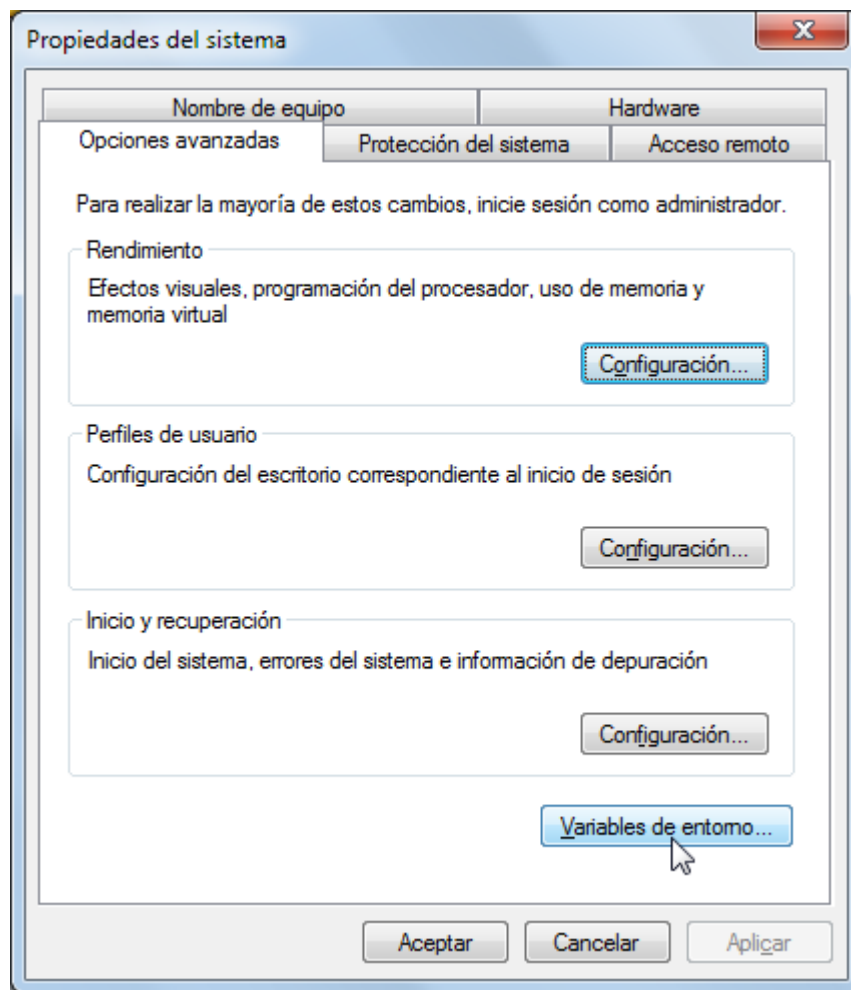 Propiedades del sistema
Nombre de equipo
Hardware
Opciones avanzadas
Protección del sistema
Acceso remoto
Para realizar la mayoría de estos cambios, inicie sesión como administrador.
Rendimiento
Efectos visuales, programación del procesador, uso de memoria y
memoria virtual
Configuración...
Perfiles de usuario
Configuración del escritorio correspondiente al inicio de sesión
Configuración...
Inicio y recuperación
Inicio del sistema, errores del sistema e información de depuración
Configuración...
Variables de entorno...
Aceptar
Cancelar
Aplicar